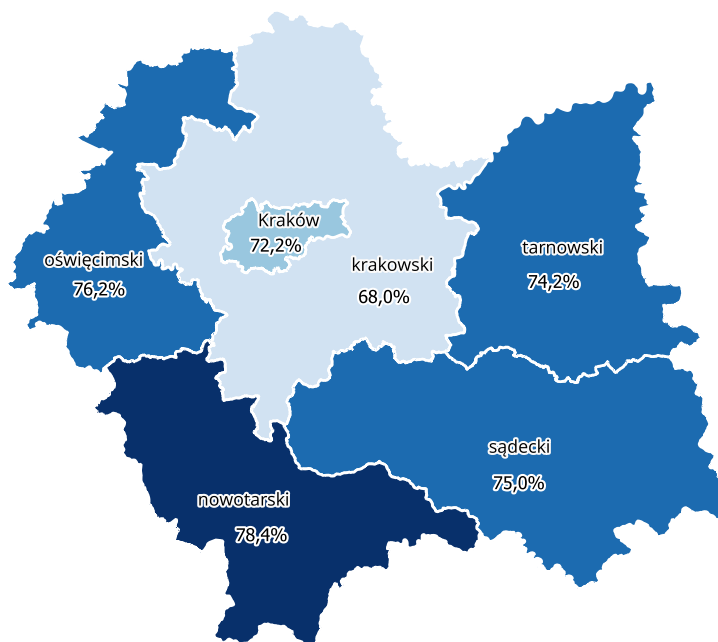 Kraków
72,2%
krakowski
68,0%
tarnowski
74,2%
oświęcimski
76,2%
sądecki
75,0%
nowotarski
78,4%